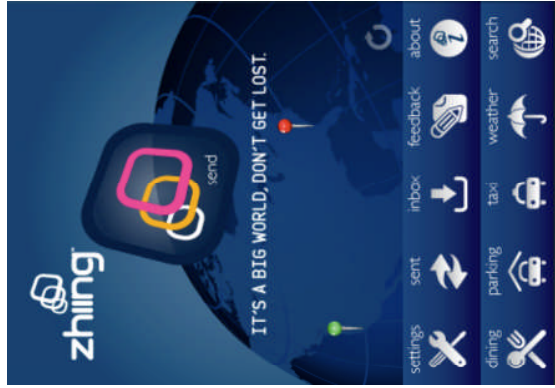 zhiing
send
IT'S A BIG WORLD, DON'T GET LOST.
settings sent inbox feedback about
dining parking taxi weather search